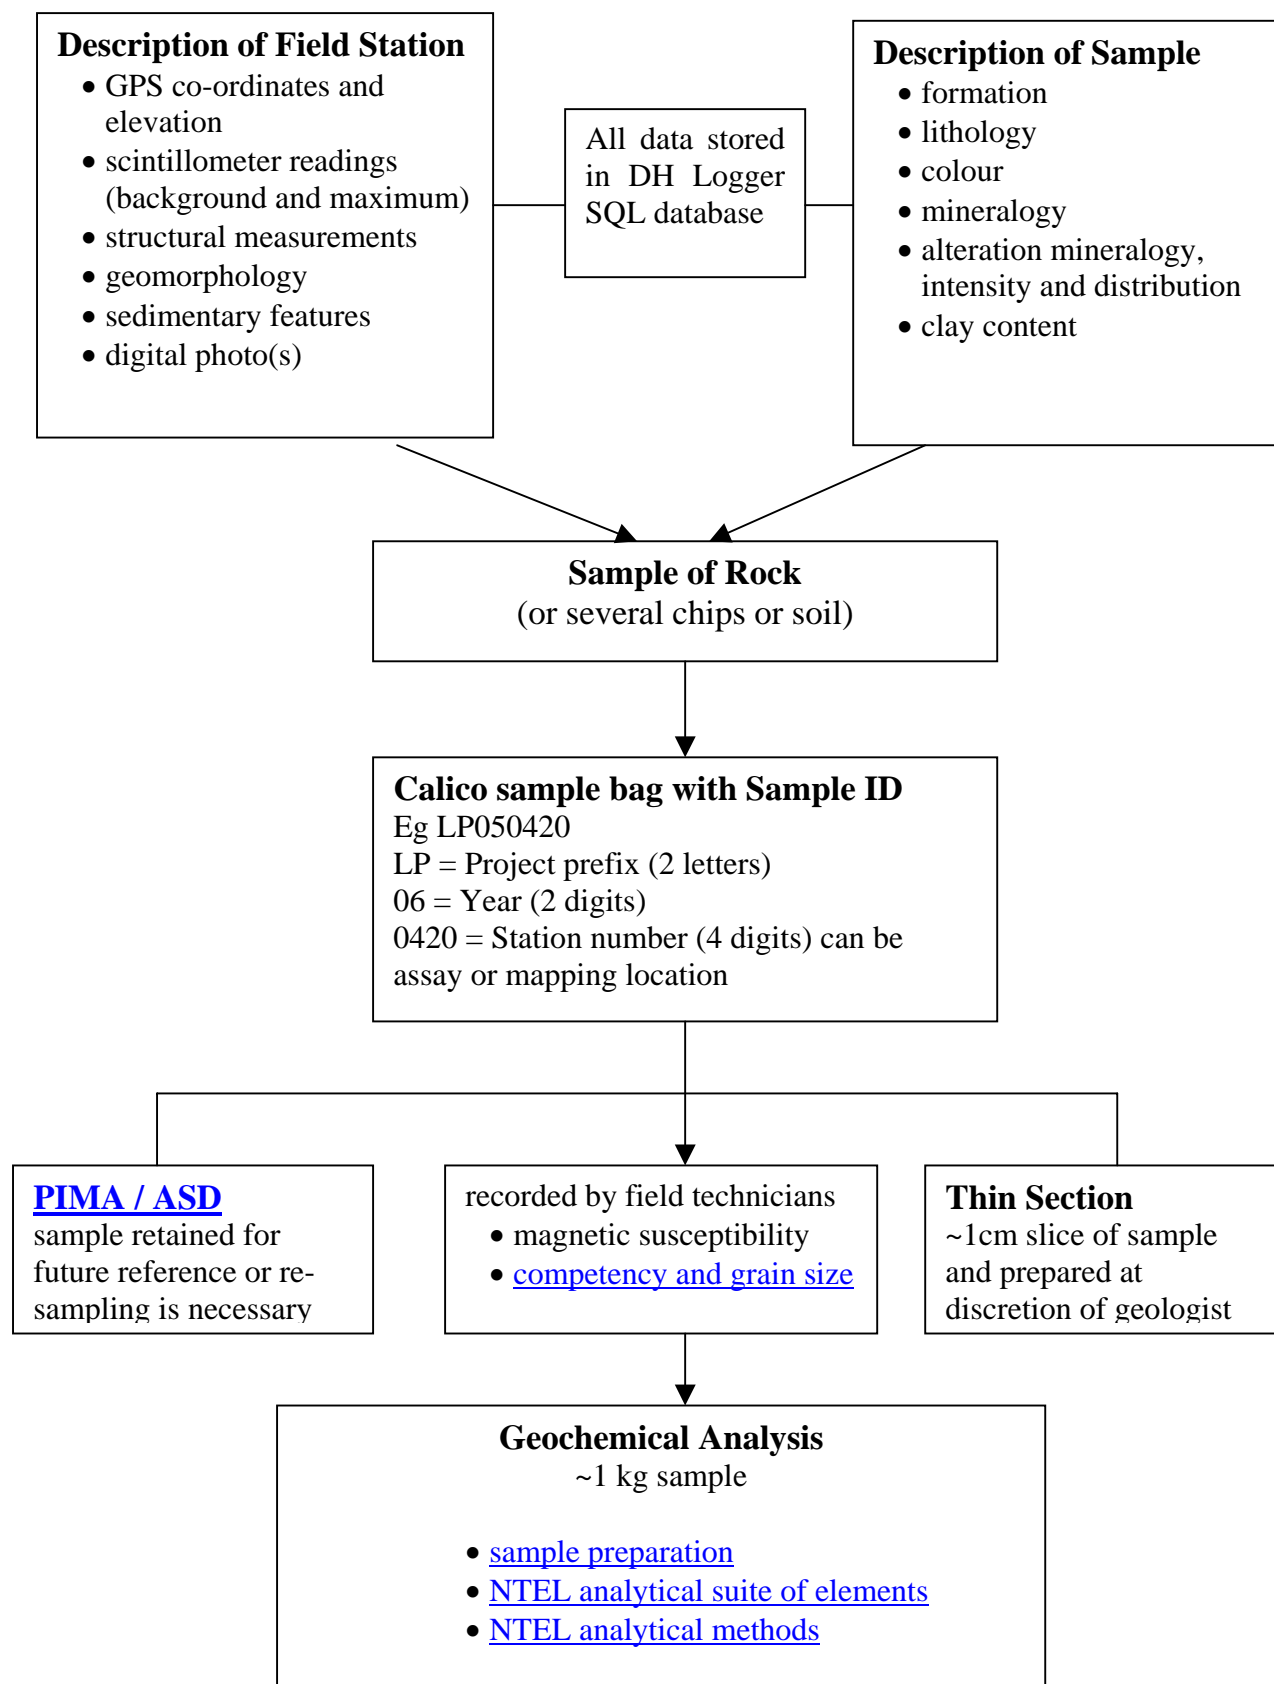 Description of Field Station
• GPS co-ordinates and
elevation
• scintillometer readings
(background and maximum)
• structural measurements
• geomorphology
• sedimentary features
• digital photo(s)
All data stored
in DH Logger
SQL database
Description of Sample
• formation
• lithology
• colour
• mineralogy
• alteration mineralogy,
intensity and distribution
• clay content
Sample of Rock
(or several chips or soil)
Calico sample bag with Sample ID
Eg LP050420
LP = Project prefix (2 letters)
06 = Year (2 digits)
0420 = Station number (4 digits) can be
assay or mapping location
PIMA / ASD
sample retained for
future reference or re-
sampling is necessary
recorded by field technicians
• magnetic susceptibility
• competency and grain size
Thin Section
~1cm slice of sample
and prepared at
discretion of geologist
Geochemical Analysis
~1 kg sample
• sample preparation
• NTEL analytical suite of elements
• NTEL analytical methods